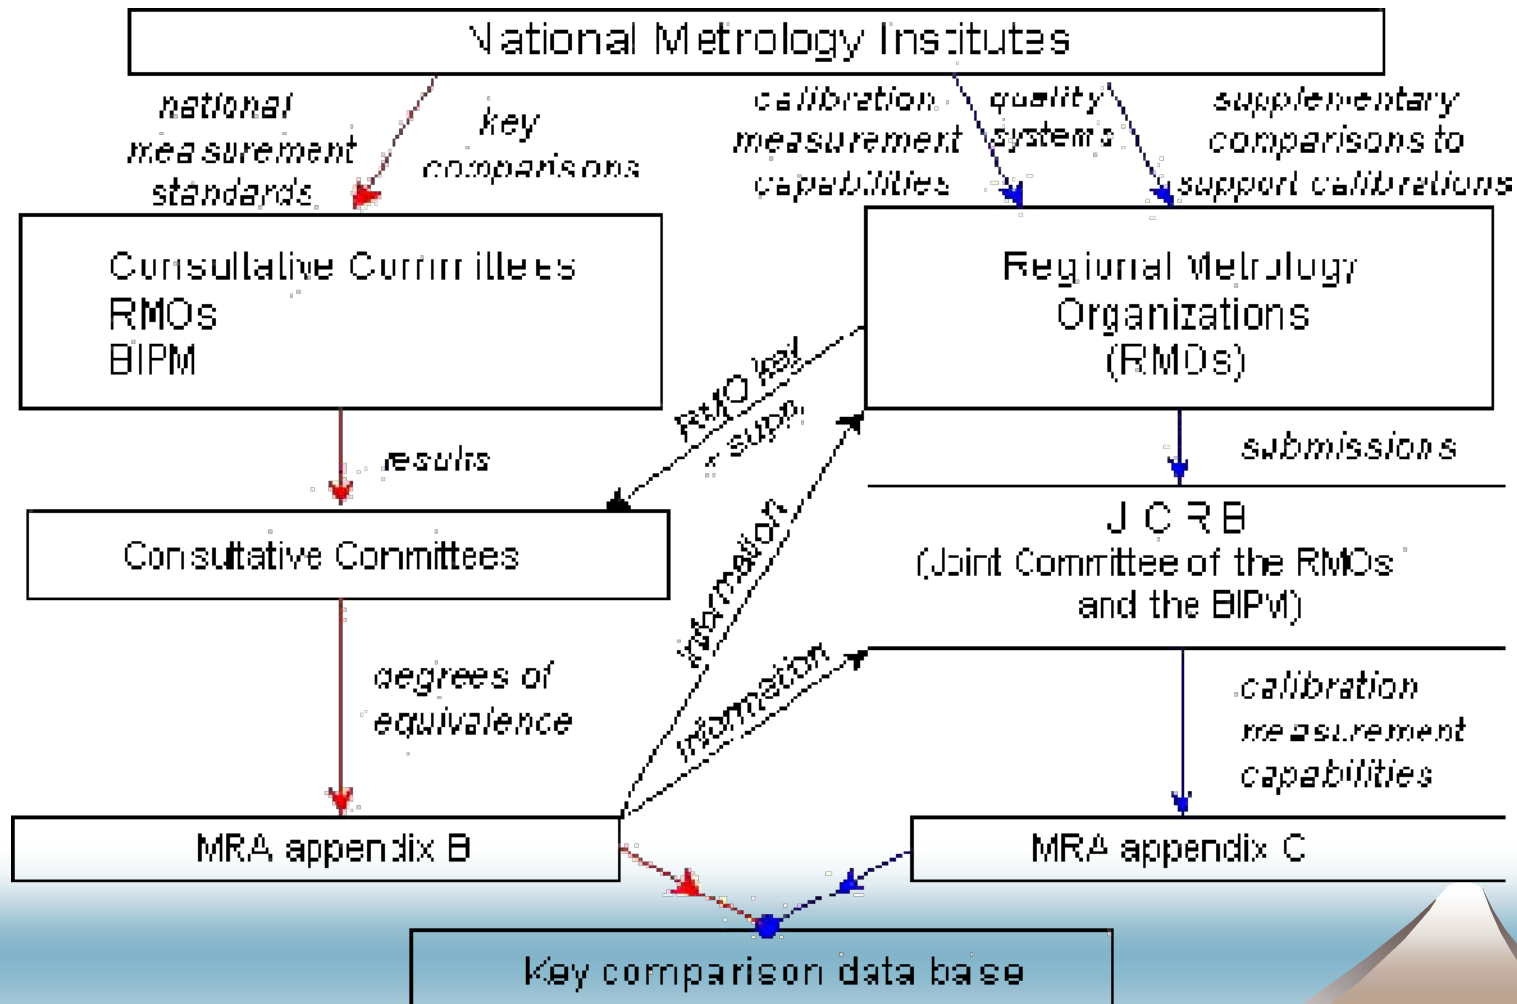 National Metrology Institutes
national
measurement
standards
key
comparisons
calibration
measurement
capabilities
quality
systems
supplementary
comparisons to
support calibrations
Consultative Committees
RMOs
BIPM
Regional Metrology
Organizations
(RMOs)
RMO key
supp.
results
submissions
Consultative Committees
J C R B
(Joint Committee of the RMOs
and the BIPM)
information
information
degrees of
equivalence
calibration
measurement
capabilities
MRA appendix B
MRA appendix C
Key comparison data base